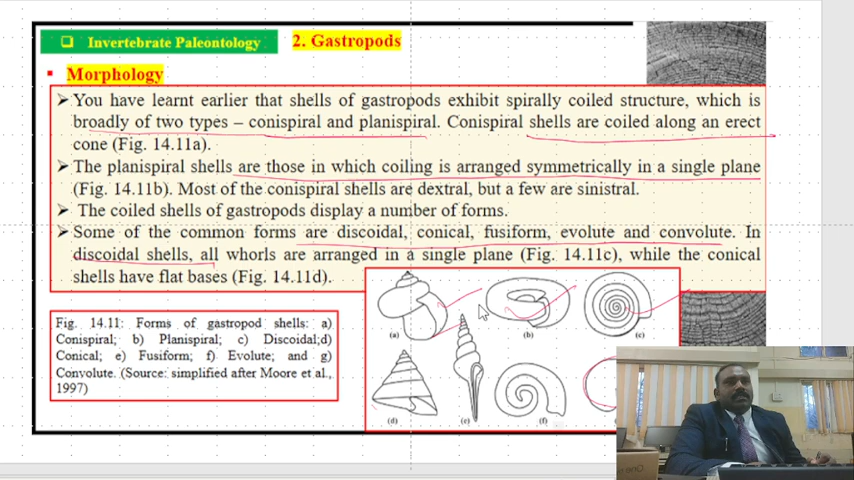 Invertebrate Paleontology
2. Gastropods
Morphology
You have learnt earlier that shells of gastropods exhibit spirally coiled structure, which is
broadly of two types – conispiral and planispiral. Conispiral shells are coiled along an erect
cone (Fig. 14.11a).
The planispiral shells are those in which coiling is arranged symmetrically in a single plane
(Fig. 14.11b). Most of the conispiral shells are dextral, but a few are sinistral.
The coiled shells of gastropods display a number of forms.
Some of the common forms are discoidal, conical, fusiform, evolute and convolute. In
discoidal shells, all whorls are arranged in a single plane (Fig. 14.11c), while the conical
shells have flat bases (Fig. 14.11d).
Fig. 14.11: Forms of gastropod shells: a)
Conispiral; b) Planispiral; c) Discoidal;d)
Conical; e) Fusiform; f) Evolute; and g)
Convolute. (Source: simplified after Moore et al.,
1997)
(a)
(b)
(c)
(d)
(e)
(f)